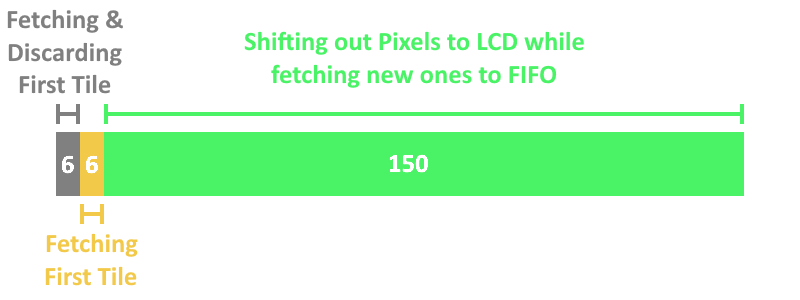 Fetching &
Discarding
First Tile
Shifting out Pixels to LCD while
fetching new ones to FIFO
6
6
150
Fetching
First Tile